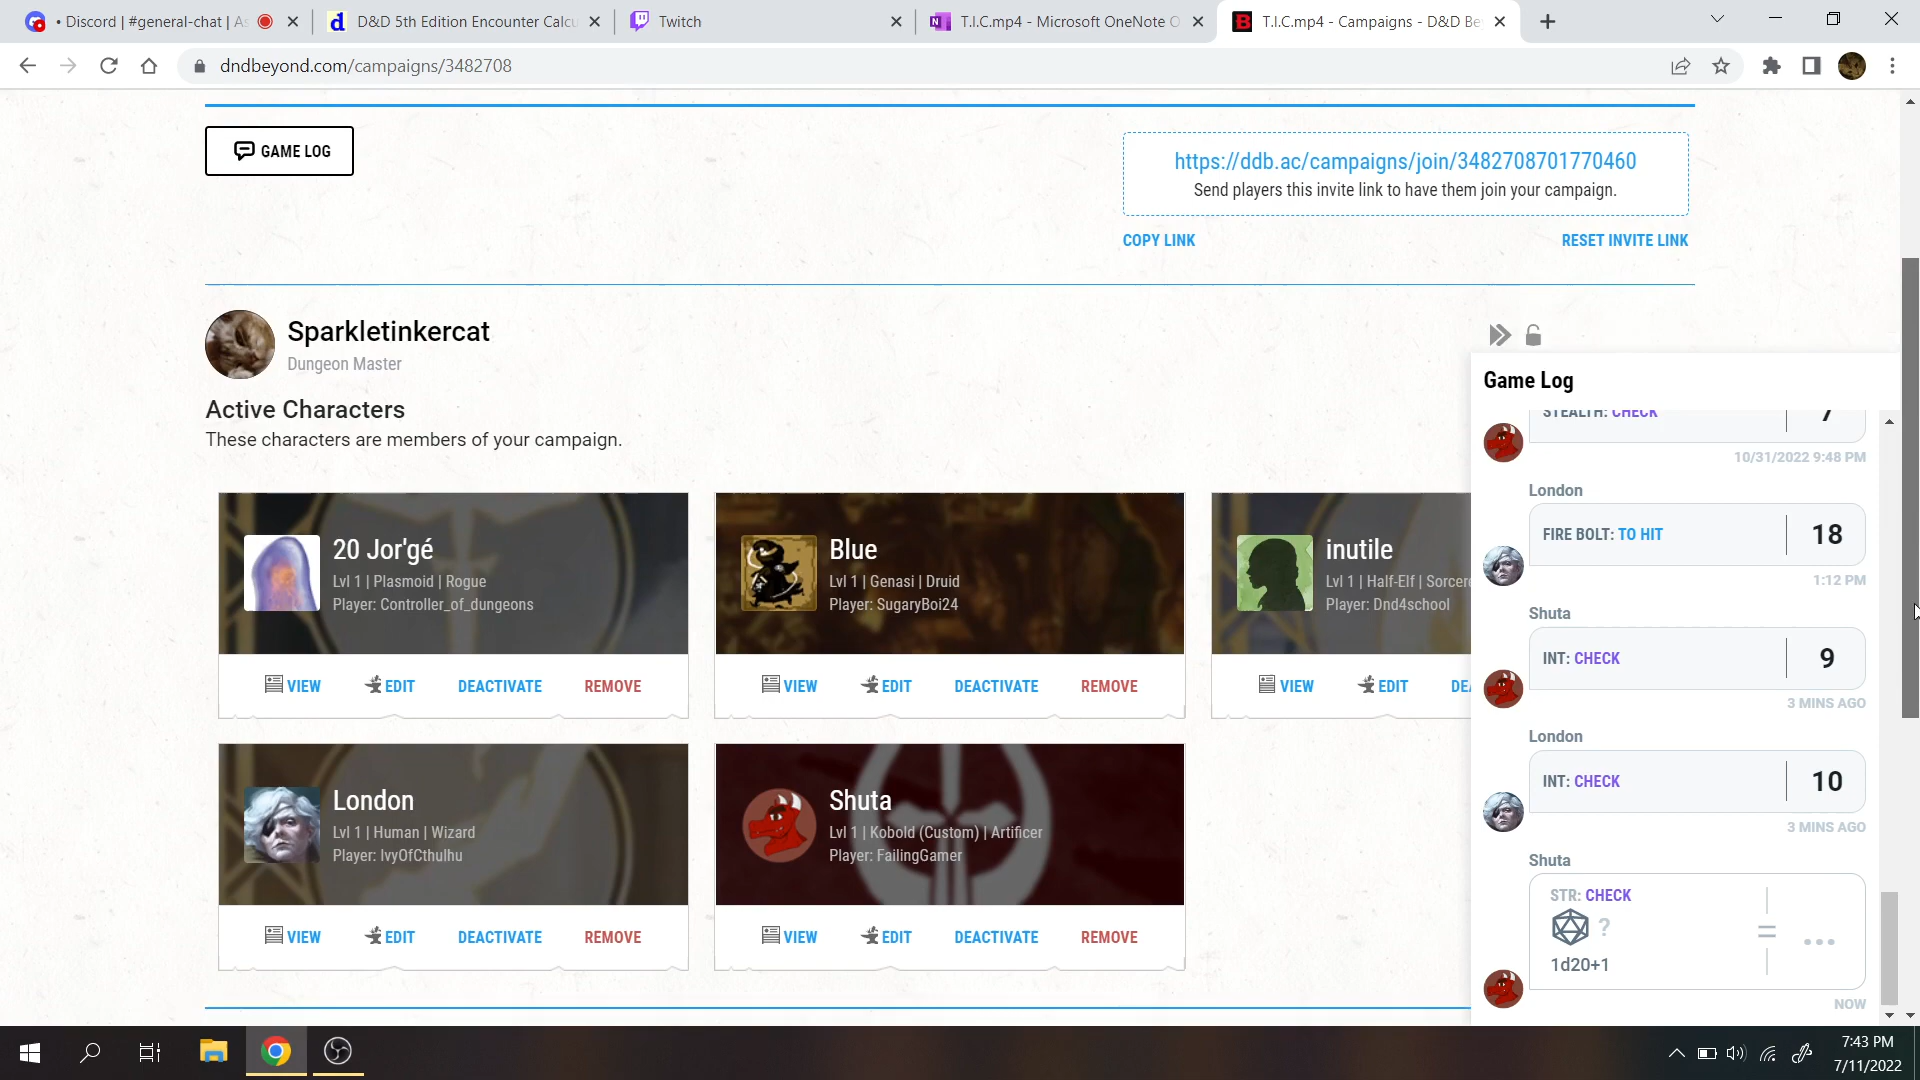 • Discord | #general-chat | As
D&D 5th Edition Encounter Calcu
Twitch
T.I.C.mp4 - Microsoft OneNote O
T.I.C.mp4 - Campaigns - D&D Be
dndbeyond.com/campaigns/3482708
GAME LOG
https://ddb.ac/campaigns/join/3482708701770460
Send players this invite link to have them join your campaign.
COPY LINK
RESET INVITE LINK
Sparkletinkercat
Dungeon Master
Active Characters
These characters are members of your campaign.
20 Jor'gé
Lvl 1 | Plasmoid | Rogue
Player: Controller_of_dungeons
VIEW EDIT DEACTIVATE REMOVE
Blue
Lvl 1 | Genasi | Druid
Player: SugaryBoi24
VIEW EDIT DEACTIVATE REMOVE
inutile
Lvl 1 | Half-Elf | Sorcere
Player: Dnd4school
VIEW EDIT DEA
London
Lvl 1 | Human | Wizard
Player: IvyOfCthulhu
VIEW EDIT DEACTIVATE REMOVE
Shuta
Lvl 1 | Kobold (Custom) | Artificer
Player: FailingGamer
VIEW EDIT DEACTIVATE REMOVE
Game Log
STEALTH: CHECK 7
10/31/2022 9:48 PM
London
FIRE BOLT: TO HIT 18
1:12 PM
Shuta
INT: CHECK 9
3 MINS AGO
London
INT: CHECK 10
3 MINS AGO
Shuta
STR: CHECK
? = •••
1d20+1
NOW
7:43 PM
7/11/2022